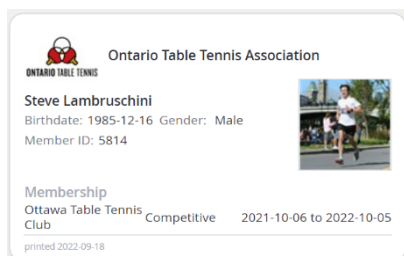 ONTARIO TABLE TENNIS
Ontario Table Tennis Association
Steve Lambruschini
Birthdate: 1985-12-16 Gender: Male
Member ID: 5814
Membership
Ottawa Table Tennis Club Competitive 2021-10-06 to 2022-10-05
printed 2022-09-18